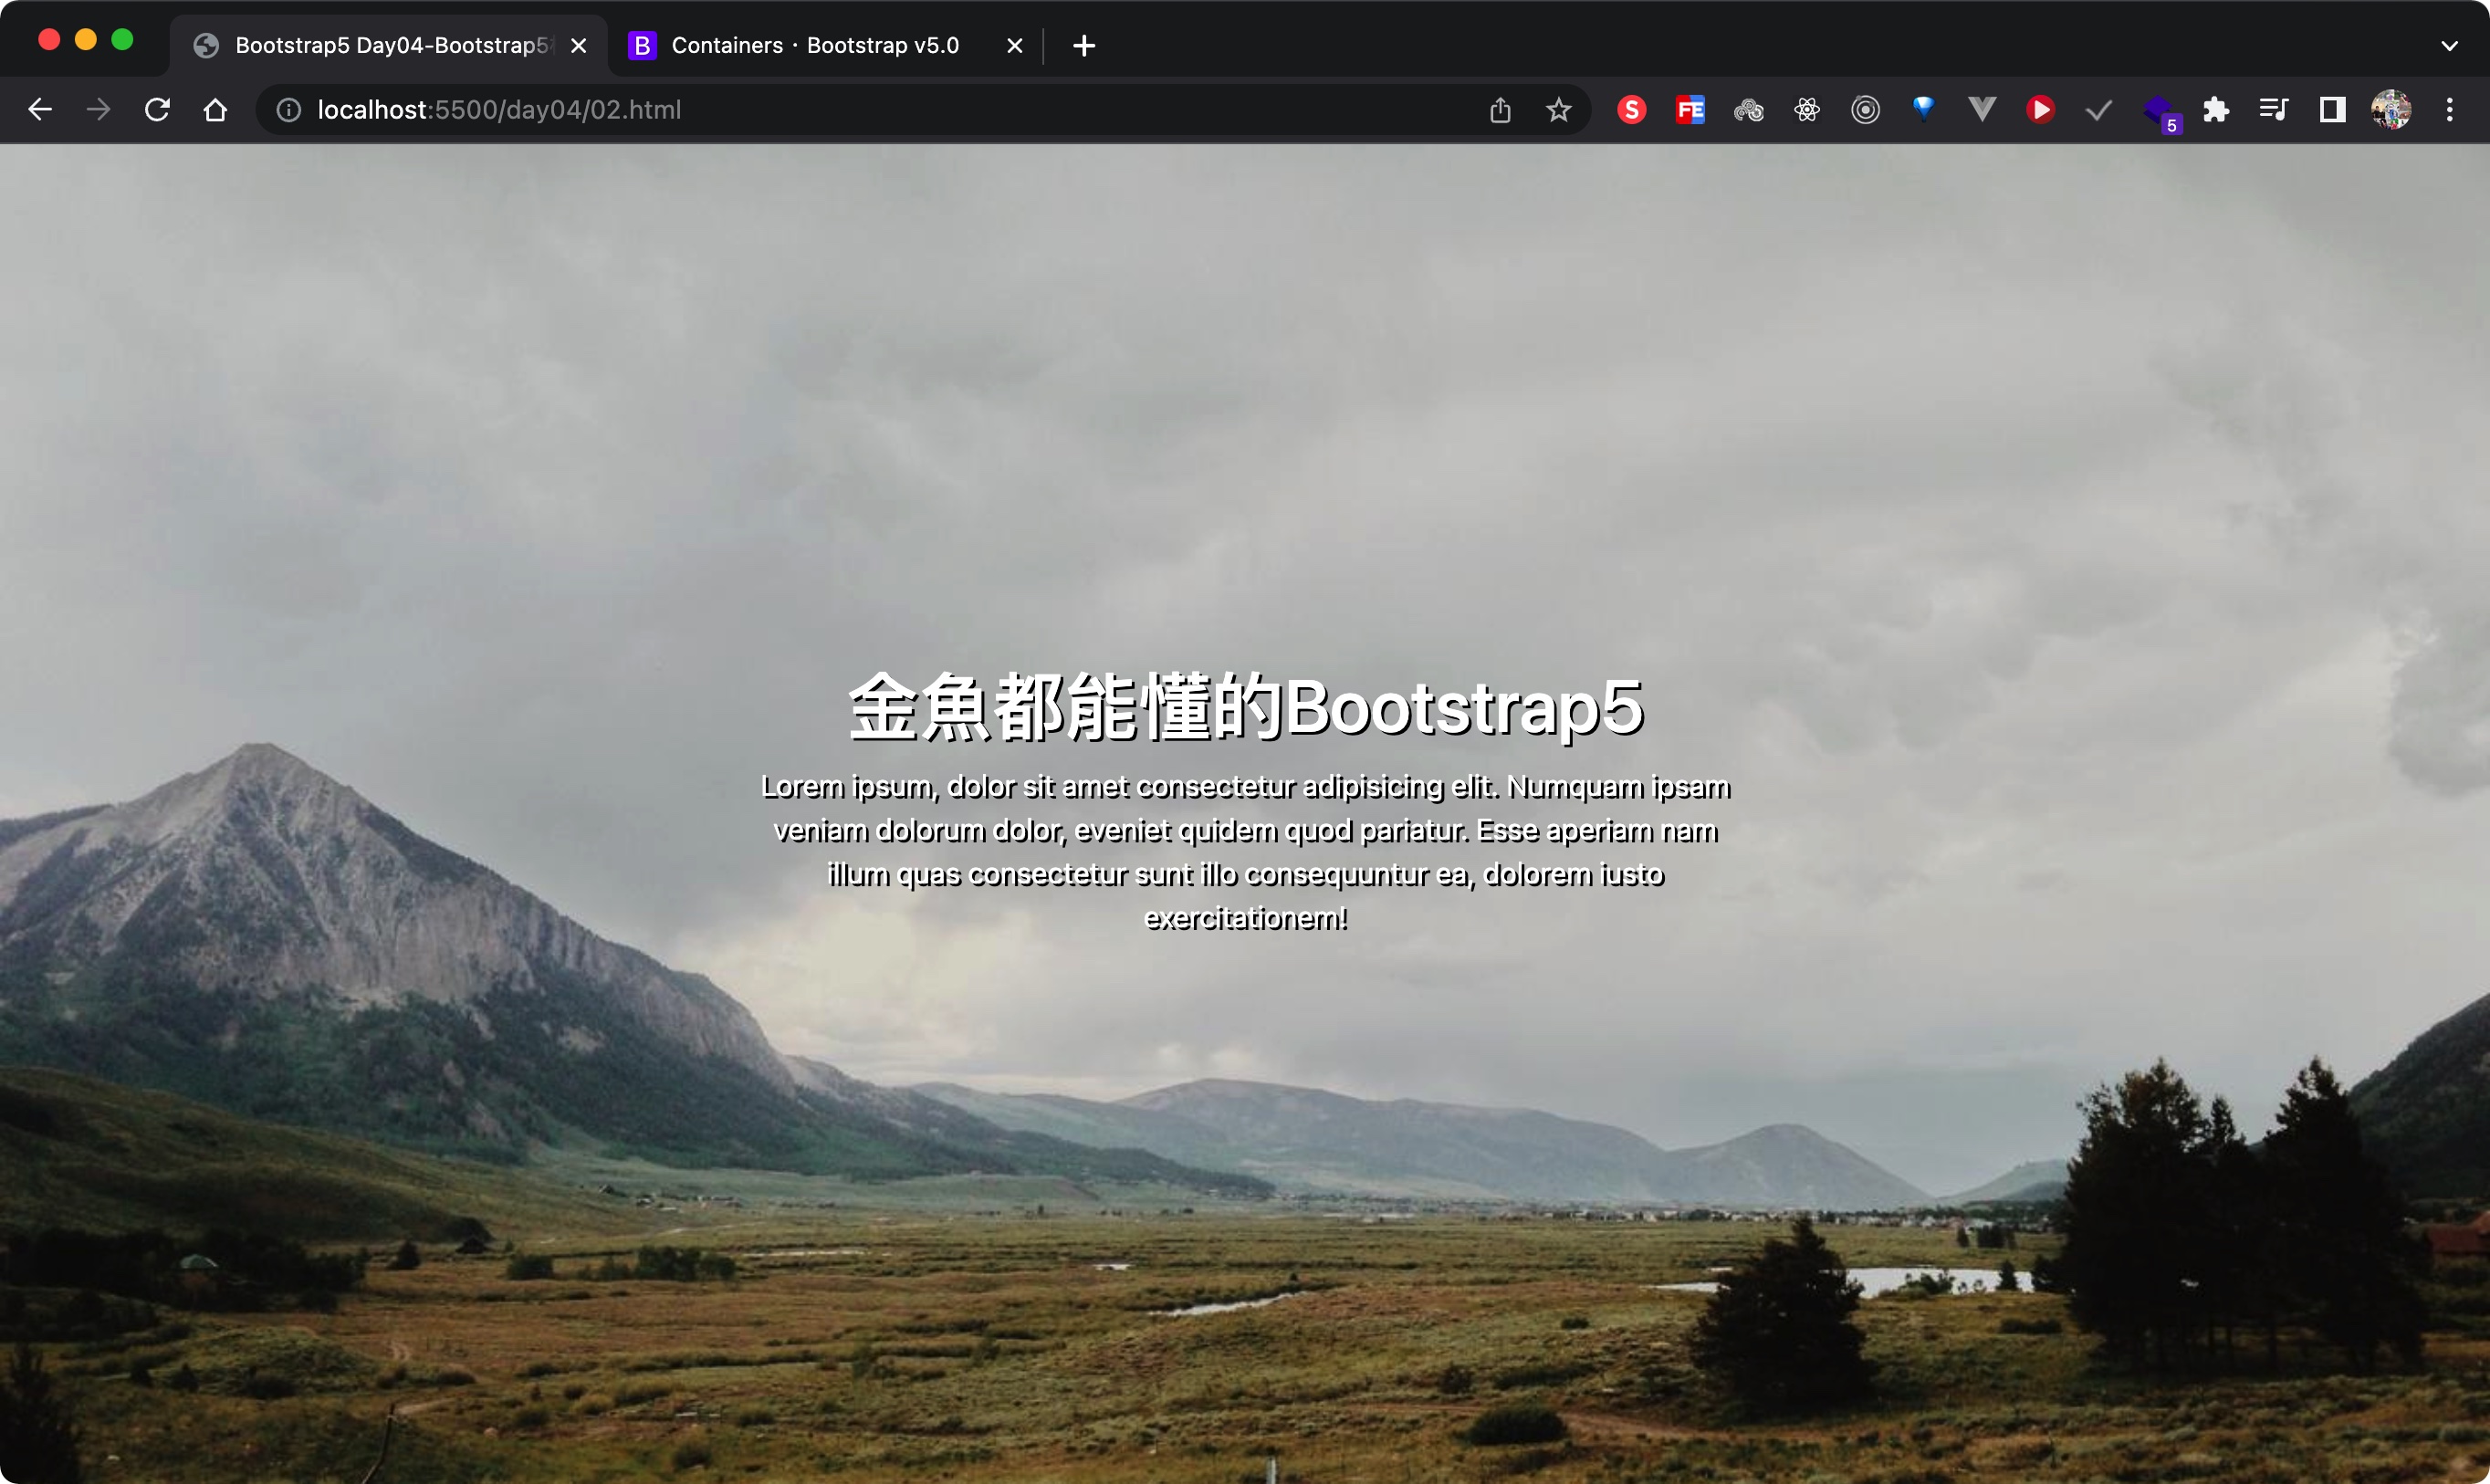 Bootstrap5 Day04-Bootstrap5
Containers · Bootstrap v5.0
localhost:5500/day04/02.html
S
FE
5
金魚都能懂的Bootstrap5
Lorem ipsum, dolor sit amet consectetur adipisicing elit. Numquam ipsam
veniam dolorum dolor, eveniet quidem quod pariatur. Esse aperiam nam
illum quas consectetur sunt illo consequuntur ea, dolorem iusto
exercitationem!